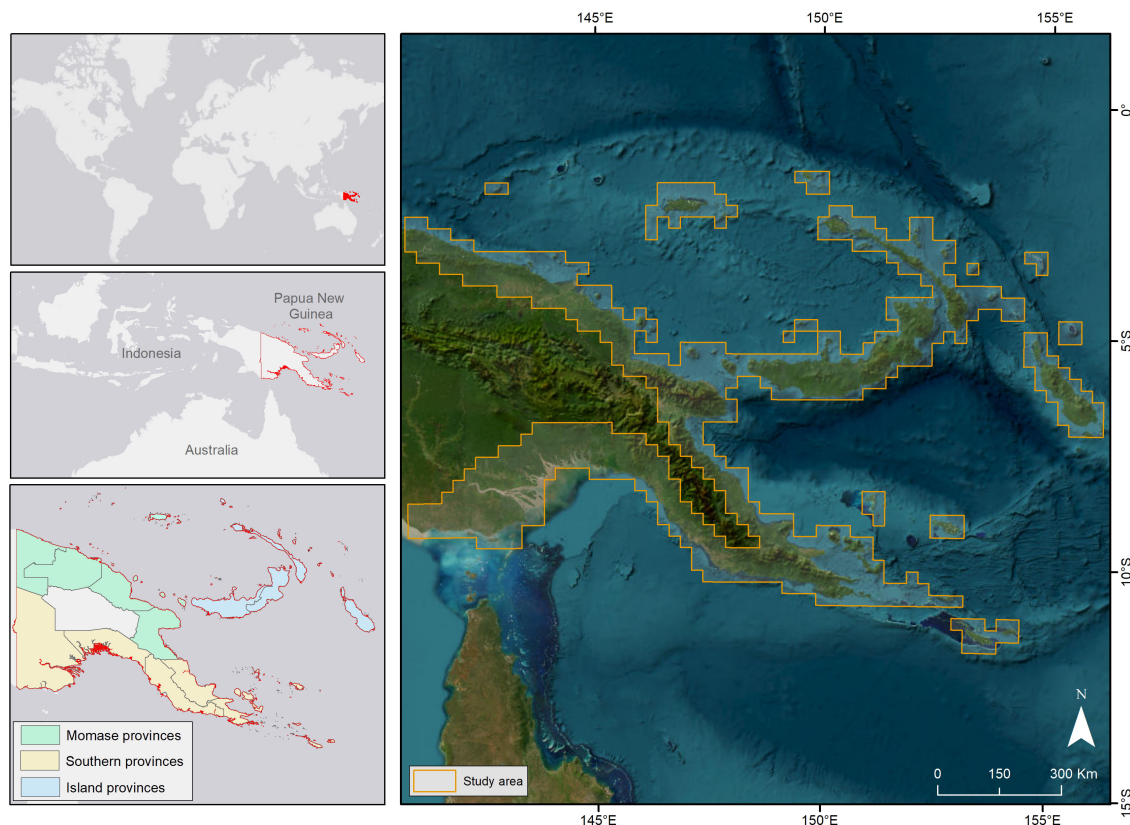 Papua New
Guinea
Indonesia
Australia
Momase provinces
Southern provinces
Island provinces
145°E
150°E
155°E
0°
5°S
10°S
15°S
N
0
150
300 Km
Study area
145°E
150°E
155°E